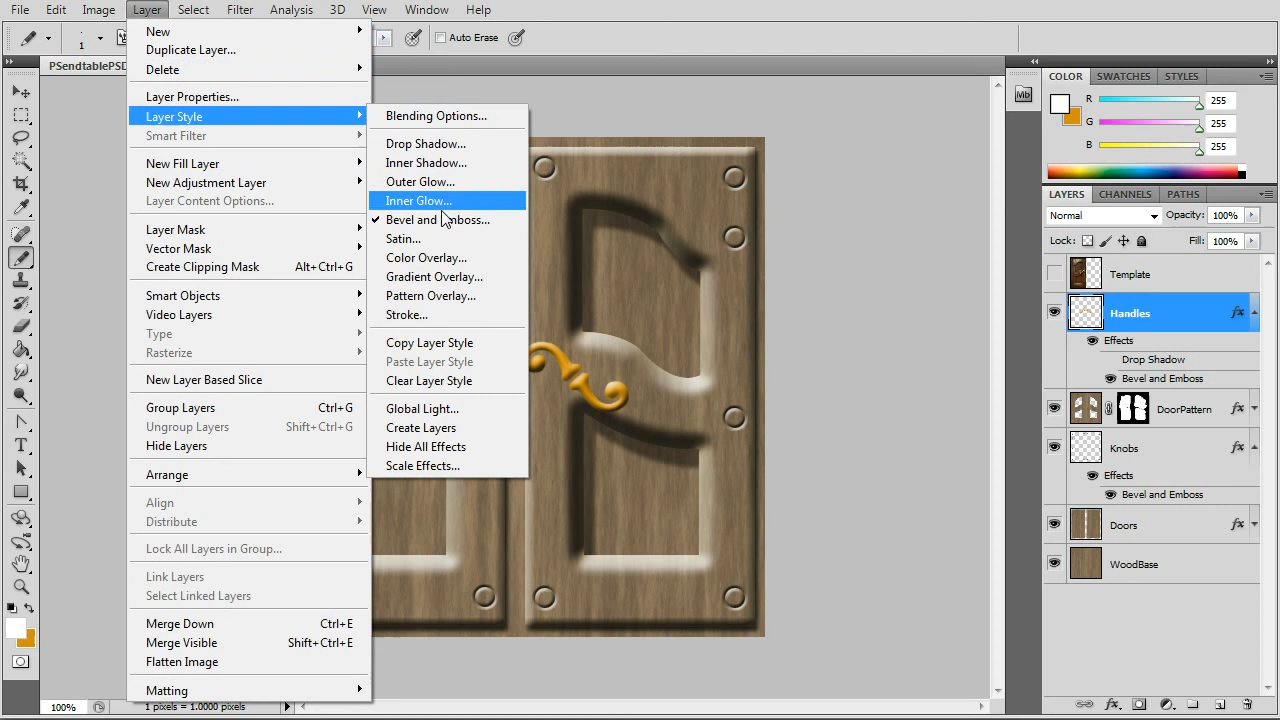 File Edit Image Layer Select Filter Analysis 3D View Window Help
1 Auto Erase
PSendtablePSD
New
Duplicate Layer...
Delete
Layer Properties...
Layer Style
Smart Filter
New Fill Layer
New Adjustment Layer
Layer Content Options...
Layer Mask
Vector Mask
Create Clipping Mask Alt+Ctrl+G
Smart Objects
Video Layers
Type
Rasterize
New Layer Based Slice
Group Layers Ctrl+G
Ungroup Layers Shift+Ctrl+G
Hide Layers
Arrange
Align
Distribute
Lock All Layers in Group...
Link Layers
Select Linked Layers
Merge Down Ctrl+E
Merge Visible Shift+Ctrl+E
Flatten Image
Matting
Blending Options...
Drop Shadow...
Inner Shadow...
Outer Glow...
Inner Glow...
Bevel and Emboss...
Satin...
Color Overlay...
Gradient Overlay...
Pattern Overlay...
Stroke...
Copy Layer Style
Paste Layer Style
Clear Layer Style
Global Light...
Create Layers
Hide All Effects
Scale Effects...
100% 1 pixels = 1.0000 pixels
Mb
COLOR SWATCHES STYLES
R 255
G 255
B 255
LAYERS CHANNELS PATHS
Normal Opacity: 100%
Lock: Fill: 100%
Template
Handles fx
Effects
Drop Shadow
Bevel and Emboss
DoorPattern fx
Knobs fx
Effects
Bevel and Emboss
Doors fx
WoodBase
fx